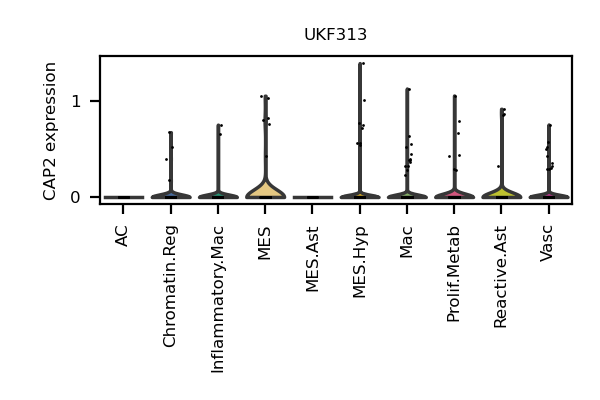 UKF313
CAP2 expression
1
0
AC
Chromatin.Reg
Inflammatory.Mac
MES
MES.Ast
MES.Hyp
Mac
Prolif.Metab
Reactive.Ast
Vasc